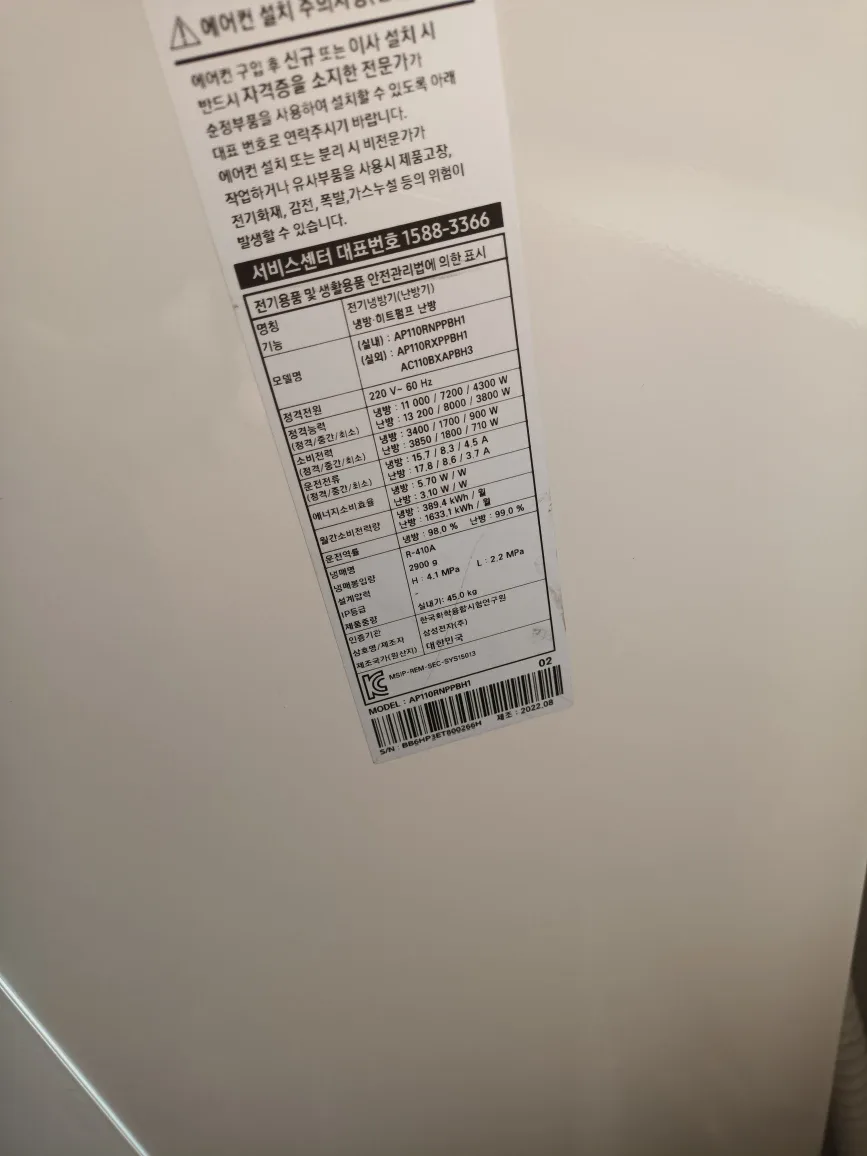 에어컨 설치 주의사항
에어컨 구입 후 신규 또는 이사 설치 시
반드시 자격증을 소지한 전문가가
순정부품을 사용하여 설치할 수 있도록 아래
대표 번호로 연락주시기 바랍니다.
에어컨 설치 또는 분리 시 비전문가가
작업하거나 유사부품을 사용시 제품고장,
전기화재, 감전, 폭발,가스누설 등의 위험이
발생할 수 있습니다.
서비스센터 대표번호 1588-3366
전기용품 및 생활용품 안전관리법에 의한 표시
명칭 전기냉방기(난방기)
기능 냉방·히트펌프 난방
모델명 (실내) : AP110RNPPBH1
(실외) : AP110RXPPBH1
AC110BXAPBH3
정격전원 220 V~ 60 Hz
정격능력 냉방 : 11 000 / 7200 / 4300 W
(정격/중간/최소) 난방 : 13 200 / 8000 / 3800 W
소비전력 냉방 : 3400 / 1700 / 900 W
(정격/중간/최소) 난방 : 3850 / 1800 / 710 W
운전전류 냉방 : 15.7 / 8.3 / 4.5 A
(정격/중간/최소) 난방 : 17.8 / 8.6 / 3.7 A
에너지소비효율 냉방 : 5.70 W / W
난방 : 3.10 W / W
월간소비전력량 냉방 : 389.4 kWh / 월
난방 : 1633.1 kWh / 월
운전역률 냉방 : 98.0 % 난방 : 99.0 %
냉매명 R-410A
냉매봉입량 2900 g
설계압력 H : 4.1 MPa L : 2.2 MPa
IP등급 -
제품중량 실내기: 45.0 kg
인증기관 한국화학융합시험연구원
상호명/제조자 삼성전자(주)
제조국가(원산지) 대한민국
MSIP-REM-SEC-SYS15013
MODEL : AP110RNPPBH1 02
S/N BB6HP3ET800266H 제조 : 2022.08